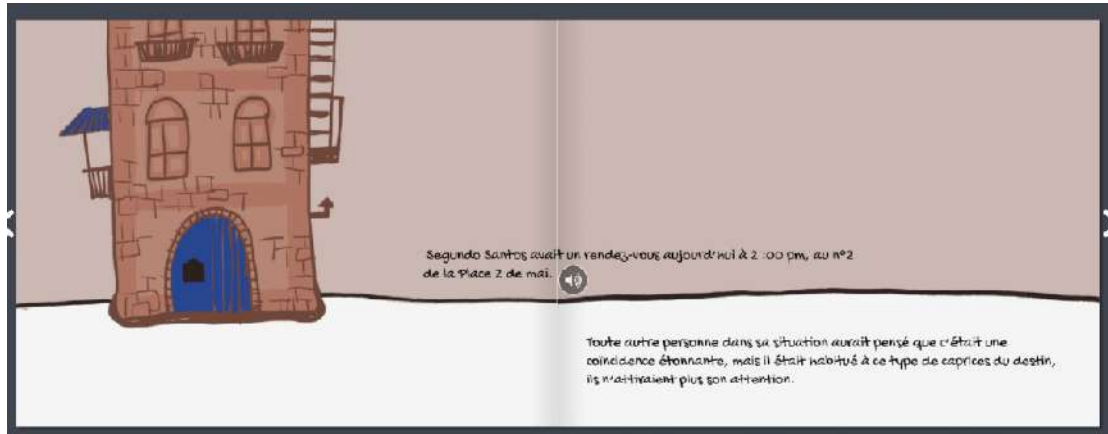 Segundo Santos avait un rendez-vous aujourd'hui à 2 :00 pm, au nº2
de la Place 2 de mai.
Toute autre personne dans sa situation aurait pensé que c'était une
coïncidence étonnante, mais il était habitué à ce type de caprices du destin,
ils n'attiraient plus son attention.